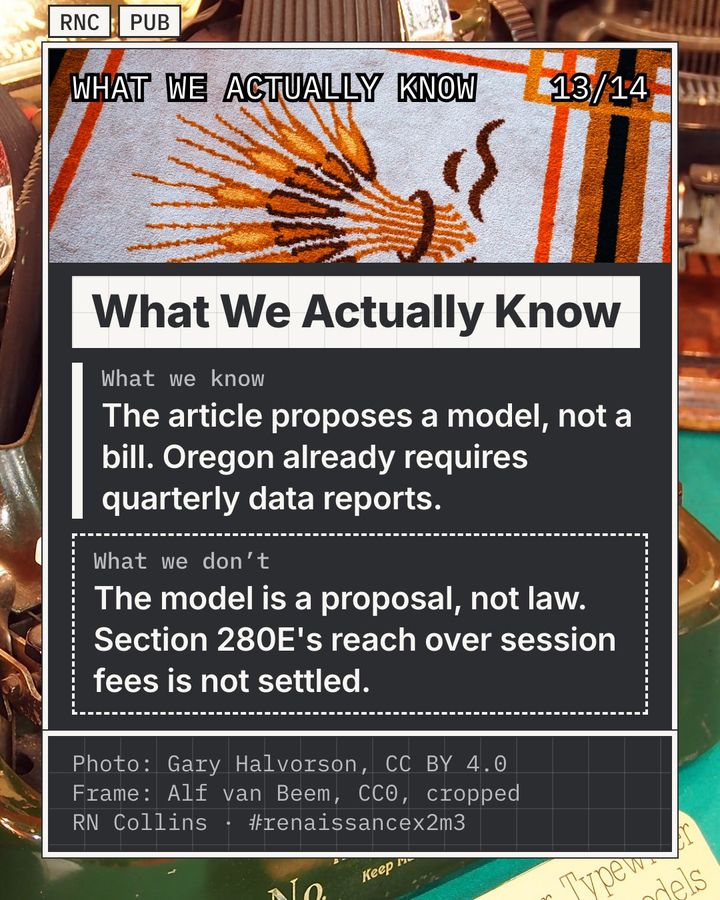 RNC PUB
WHAT WE ACTUALLY KNOW 13/14
What We Actually Know
What we know
The article proposes a model, not a
bill. Oregon already requires
quarterly data reports.
What we don’t
The model is a proposal, not law.
Section 280E's reach over session
fees is not settled.
Photo: Gary Halvorson, CC BY 4.0
Frame: Alf van Beem, CC0, cropped
RN Collins · #renaissancex2m3
No.
Typewriter